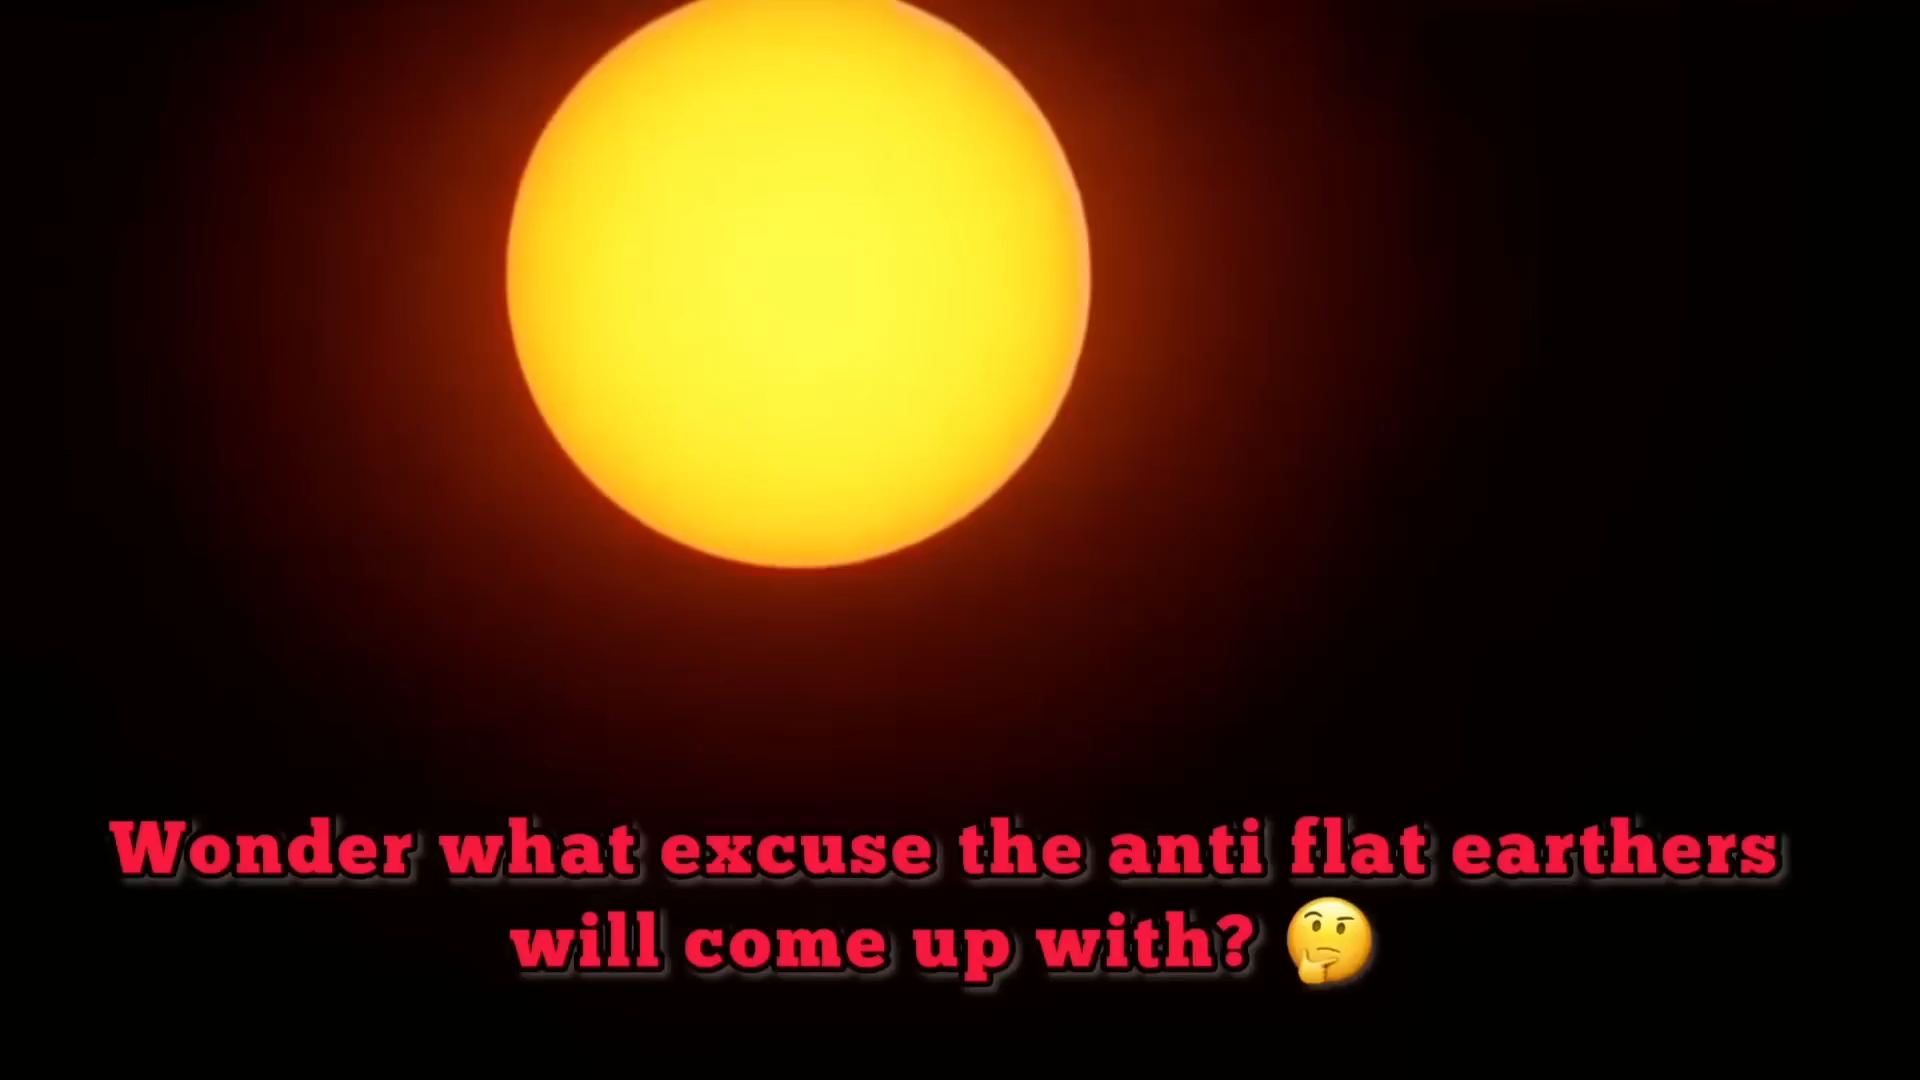 Wonder what excuse the anti flat earthers
will come up with? 🤔